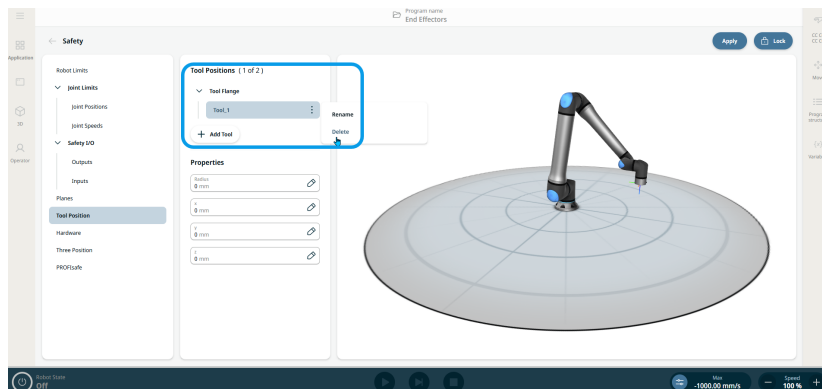 Program name
End Effectors
Application
3D
Operator
Safety
Apply
Lock
Robot Limits
Joint Limits
Joint Positions
Joint Speeds
Safety I/O
Outputs
Inputs
Planes
Tool Position
Hardware
Three Position
PROFIsafe
Tool Positions ( 1 of 2 )
Tool Flange
Tool_1
Add Tool
Rename
Delete
Properties
Radius
0 mm
x
0 mm
y
0 mm
z
0 mm
Robot State
Off
Max
-1000.00 mm/s
Speed
100 %